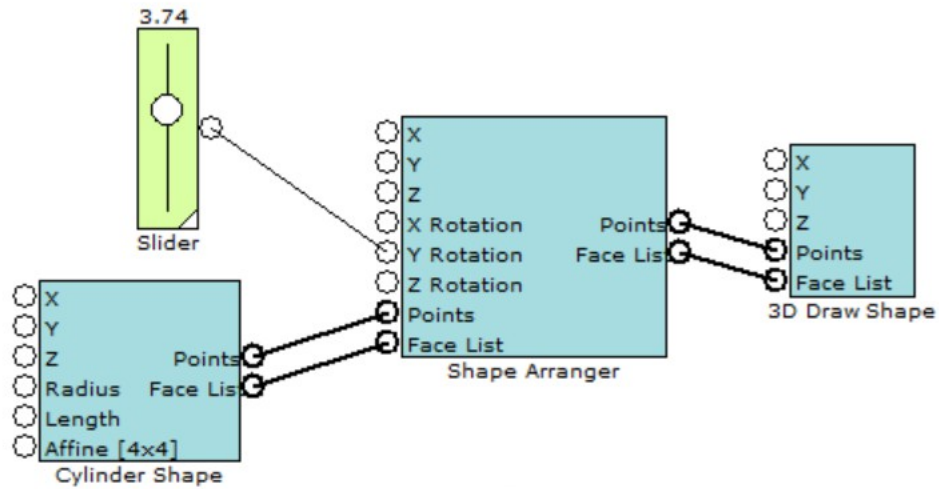 3.74
Slider
X
Y
Z
Radius
Length
Affine [4x4]
Points
Face List
Cylinder Shape
X
Y
Z
X Rotation
Y Rotation
Z Rotation
Points
Face List
Points
Face List
Shape Arranger
X
Y
Z
Points
Face List
3D Draw Shape